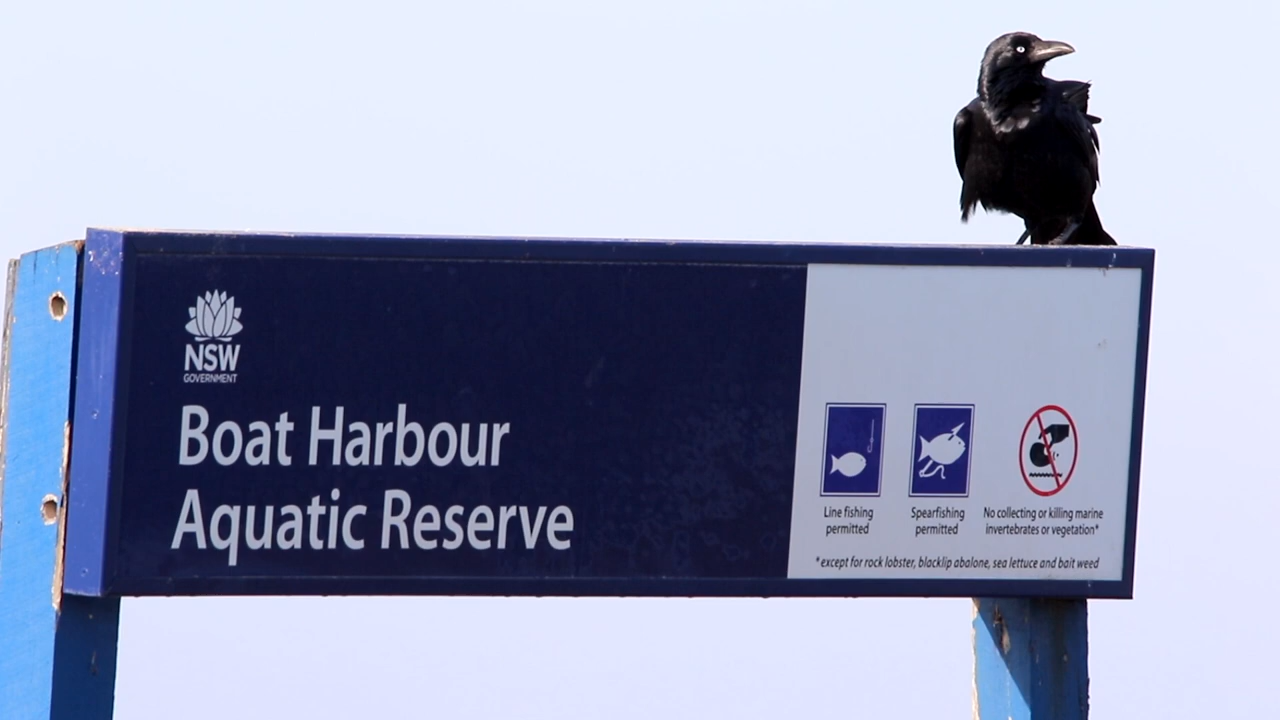 NSW
GOVERNMENT
Boat Harbour
Aquatic Reserve
Line fishing
permitted
Spearfishing
permitted
No collecting or killing marine
invertebrates or vegetation*
*except for rock lobster, blacklip abalone, sea lettuce and bait weed